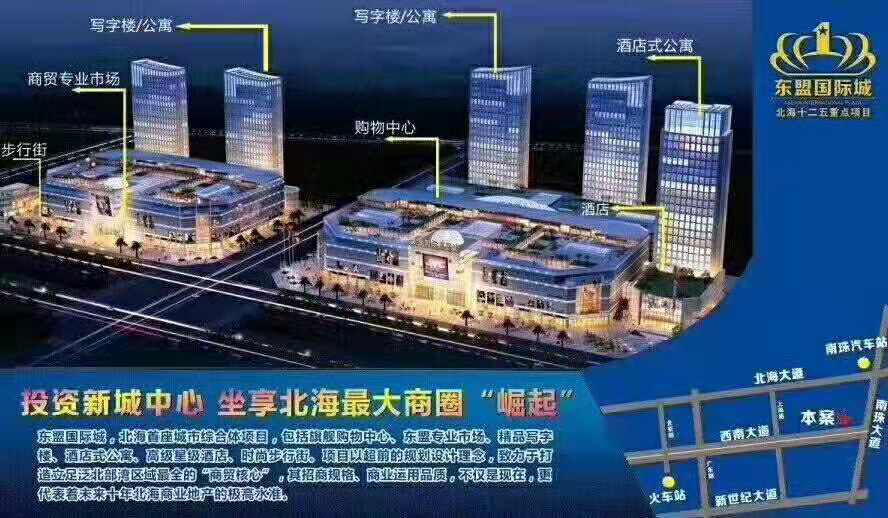 写字楼/公寓
写字楼/公寓
酒店式公寓
东盟国际城
北海十二五重点项目
商贸专业市场
购物中心
步行街
酒店
投资新城中心 坐享北海最大商圈“崛起”
东盟国际城，北海首座城市综合体项目，包括旗舰购物中心、东盟专业市场、精品写字
楼、酒店式公寓、高级星级酒店、时尚步行街、项目以超前的规划设计理念，致力于打
造立足泛北部湾区域最全的“商贸核心”，其招商规格、商业运用品质，不仅是现在，更
代表着未来十年北海商业地产的极高水准。
南珠汽车站
北海大道
南珠大道
本案
西南大道
火车站
新世纪大道